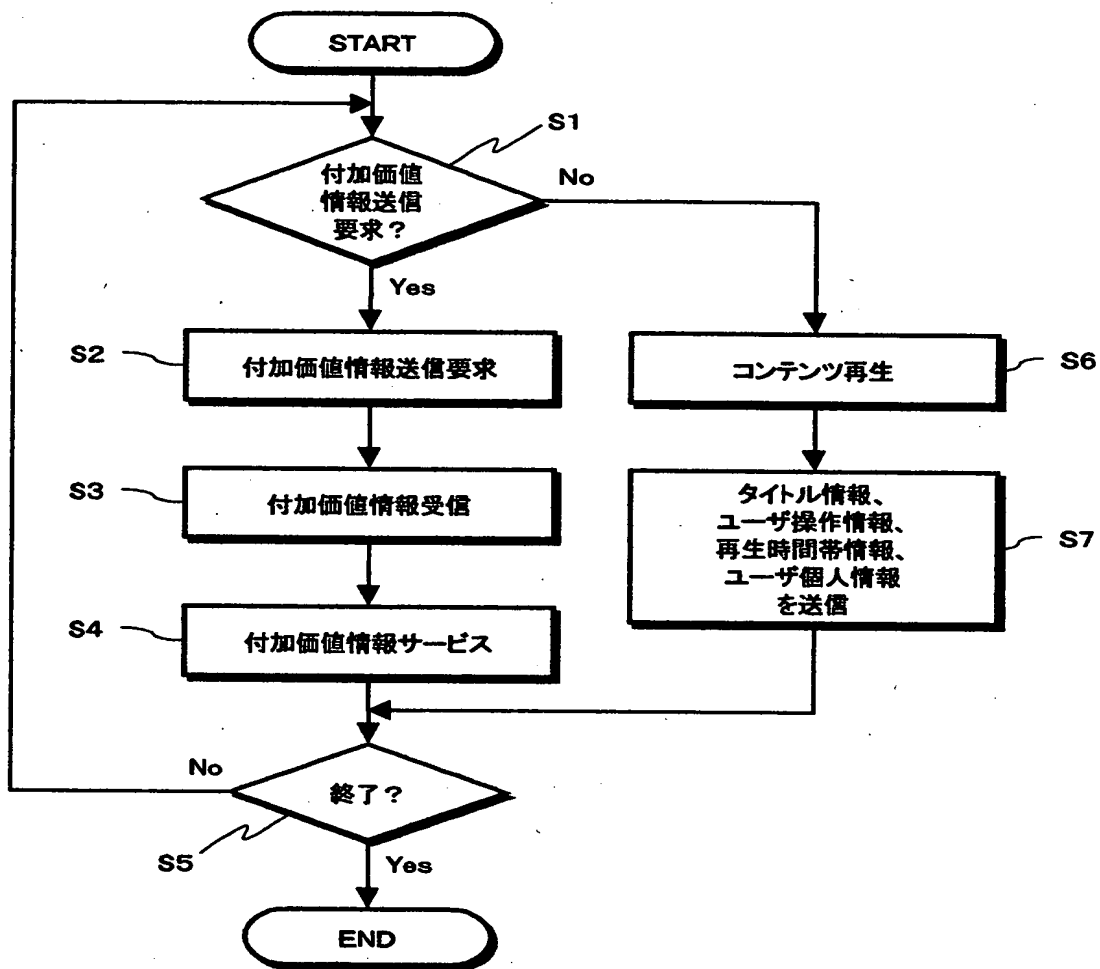 START
S1
付加価値
情報送信
要求？
No
Yes
S2
付加価値情報送信要求
コンテンツ再生
S6
S3
付加価値情報受信
タイトル情報、
ユーザ操作情報、
再生時間帯情報、
ユーザ個人情報
を送信
S7
S4
付加価値情報サービス
No
終了？
S5
Yes
END